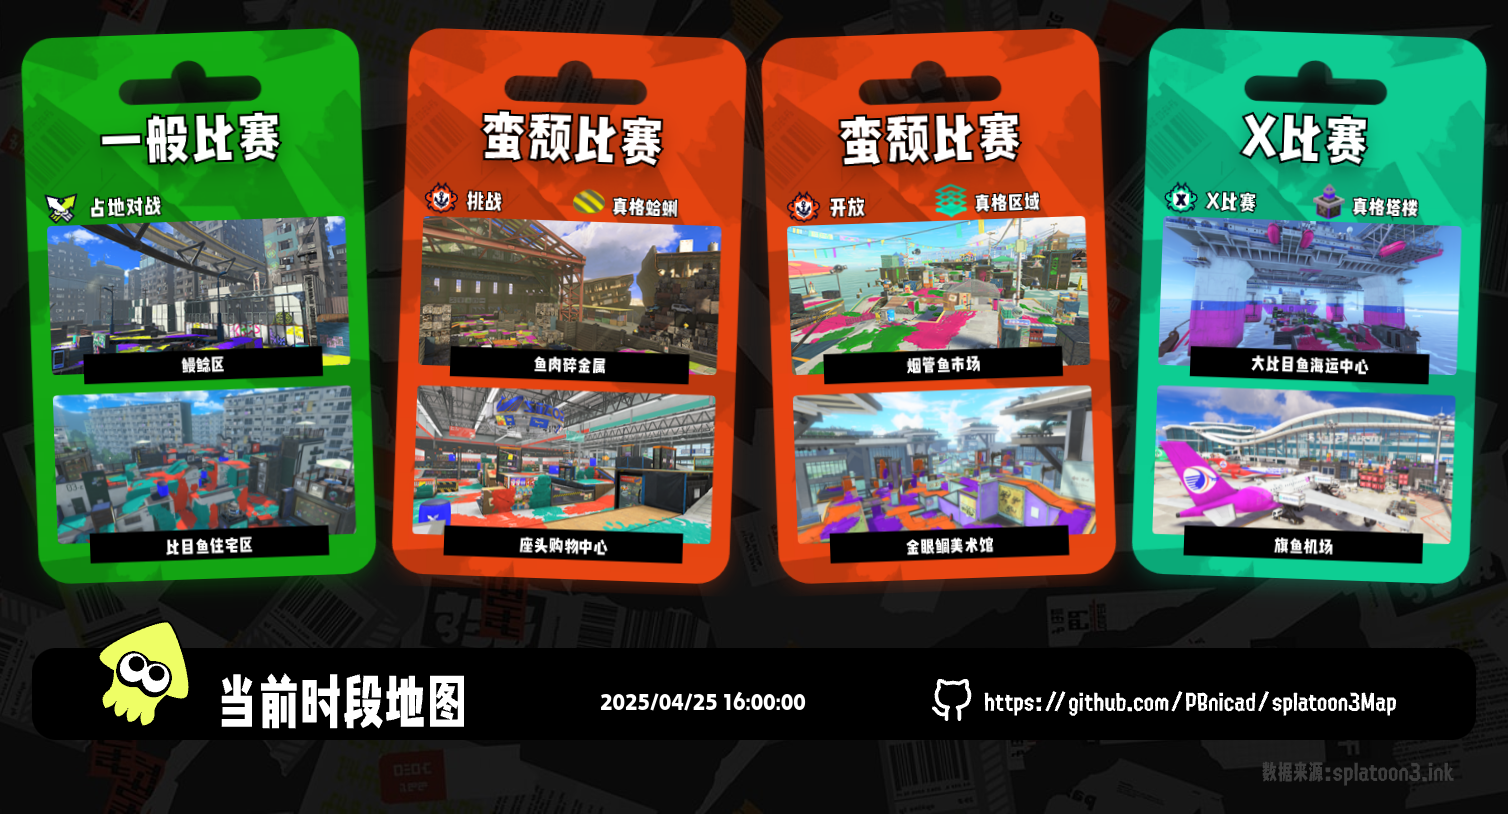 一般比赛
占地对战
鳗鲶区
比目鱼住宅区
蛮颓比赛
挑战
真格蛤蜊
鱼肉碎金属
座头购物中心
蛮颓比赛
开放
真格区域
烟管鱼市场
金眼鲷美术馆
X比赛
X比赛
真格塔楼
大比目鱼海运中心
旗鱼机场
当前时段地图
2025/04/25 16:00:00
https://github.com/PBnicad/splatoon3Map
数据来源:splatoon3.ink